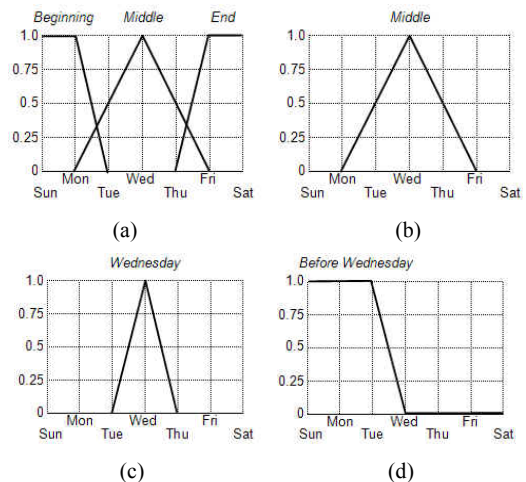 Beginning Middle End
1.0
0.75
0.5
0.25
0
Mon Wed Fri
Sun Tue Thu Sat
(a)
Middle
1.0
0.75
0.5
0.25
0
Mon Wed Fri
Sun Tue Thu Sat
(b)
Wednesday
1.0
0.75
0.5
0.25
0
Mon Wed Fri
Sun Tue Thu Sat
(c)
Before Wednesday
1.0
0.75
0.5
0.25
0
Mon Wed Fri
Sun Tue Thu Sat
(d)